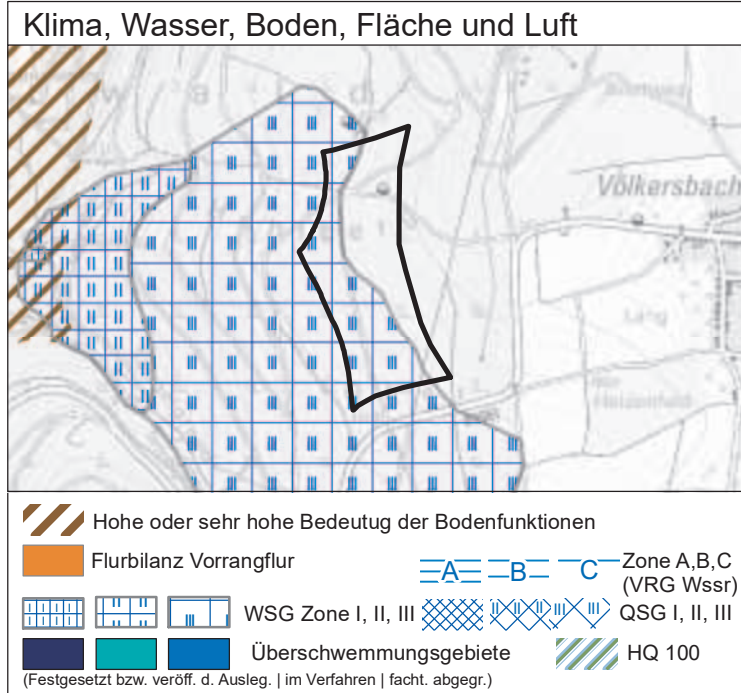 Klima, Wasser, Boden, Fläche und Luft
Völkersbach
Hohe oder sehr hohe Bedeutug der Bodenfunktionen
Flurbilanz Vorrangflur
A B C Zone A,B,C
(VRG Wssr)
WSG Zone I, II, III
QSG I, II, III
Überschwemmungsgebiete
HQ 100
(Festgesetzt bzw. veröff. d. Ausleg. | im Verfahren | facht. abgegr.)